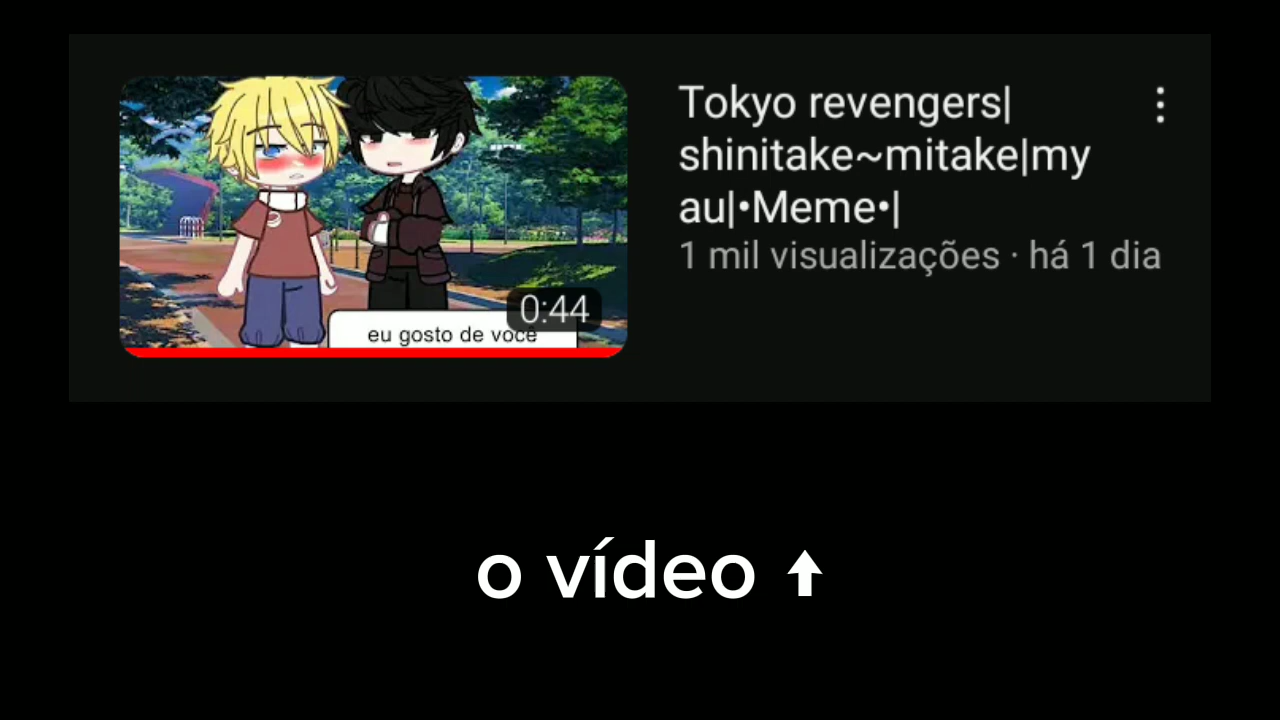 Tokyo revengers|
shinitake~mitake|my
au|•Meme•|
1 mil visualizações · há 1 dia
0:44
eu gosto de você
o vídeo ⬆